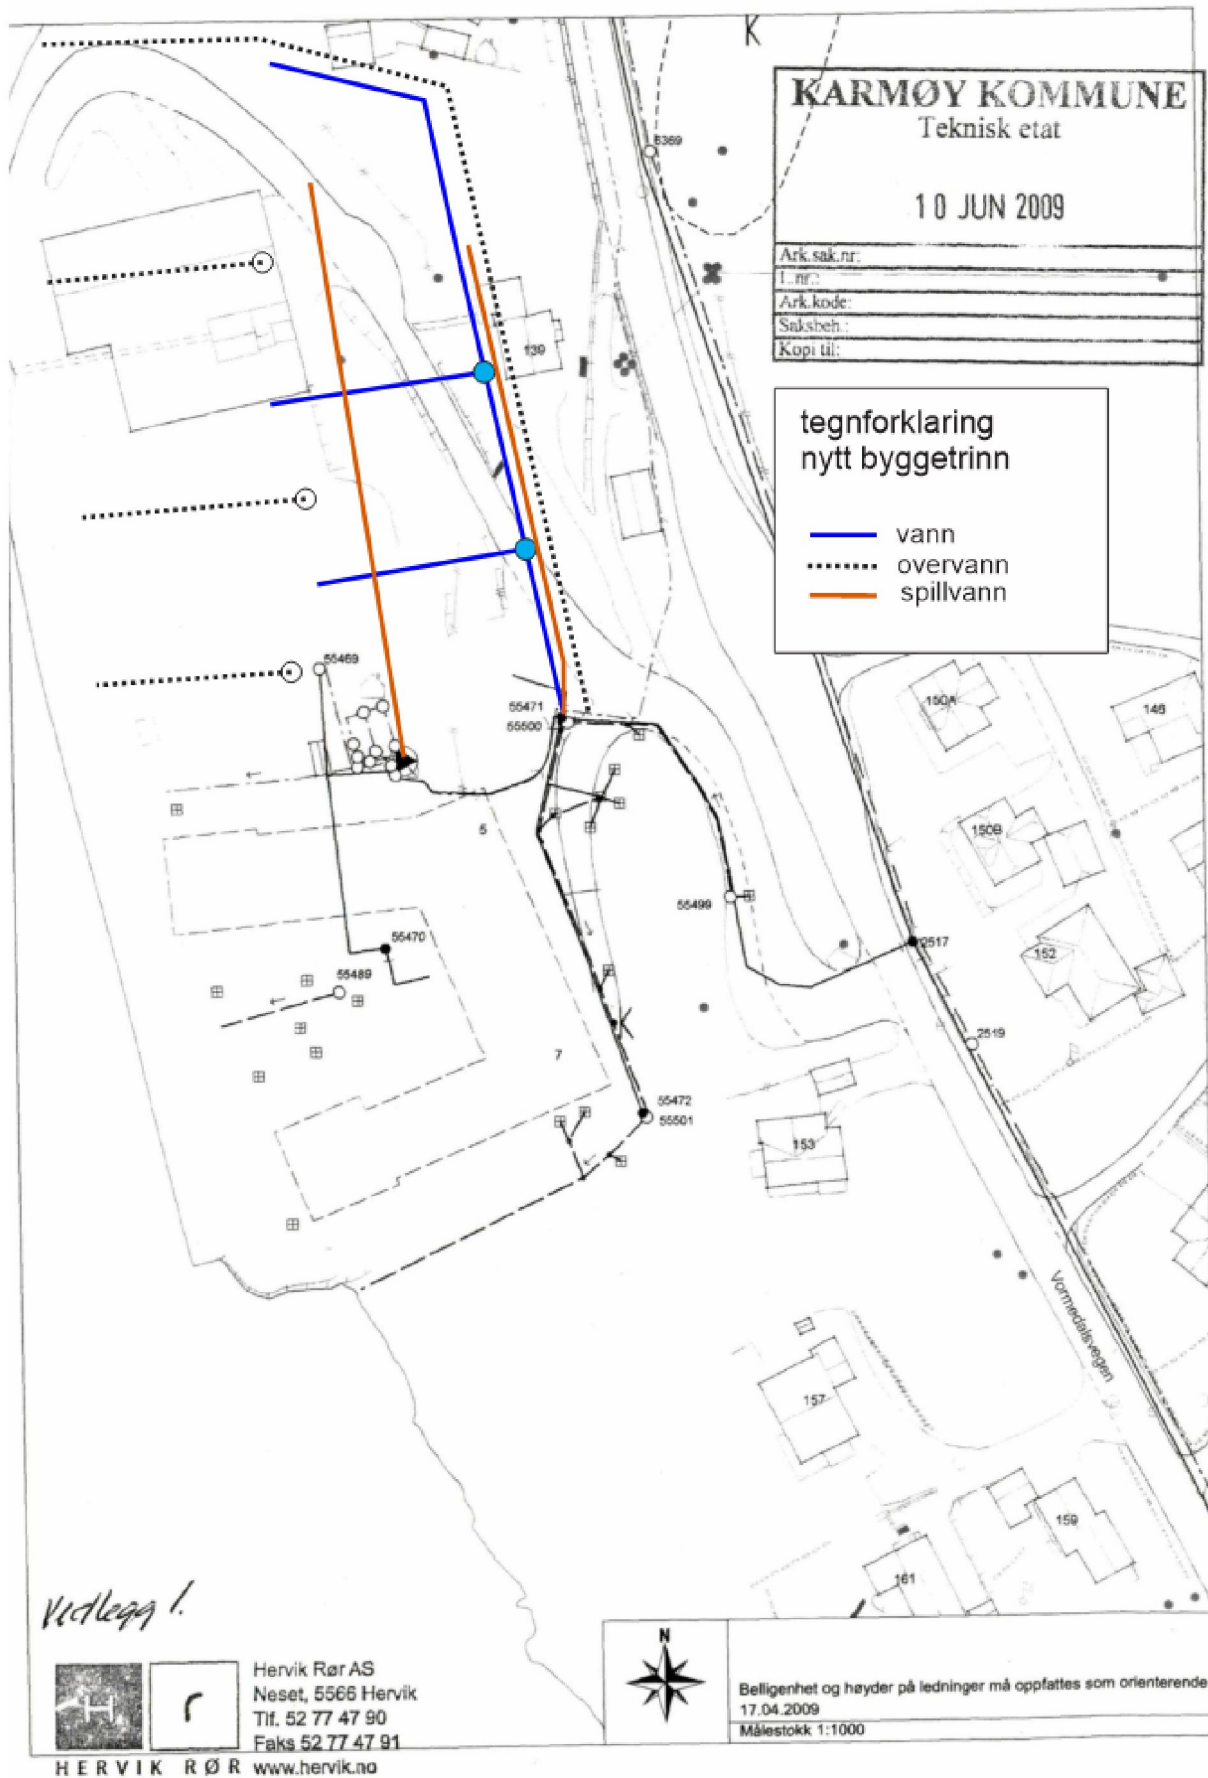 K
KARMØY KOMMUNE
Teknisk etat
10 JUN 2009
Ark.sak.nr:
L.nr.:
Ark.kode:
Saksbeh.:
Kopi til:
6369
139
tegnforklaring
nytt byggetrinn
vann
overvann
spillvann
55469
55471
55500
150A
146
5
150B
55499
55470
2517
152
55489
2519
7
K
55472
55501
153
Vormedalsvegen
157
159
161
Vedlegg 1.
H
r
HERVIK RØR
Hervik Rør AS
Neset, 5566 Hervik
Tlf. 52 77 47 90
Faks 52 77 47 91
www.hervik.no
N
Belligenhet og høyder på ledninger må oppfattes som orienterende
17.04.2009
Målestokk 1:1000